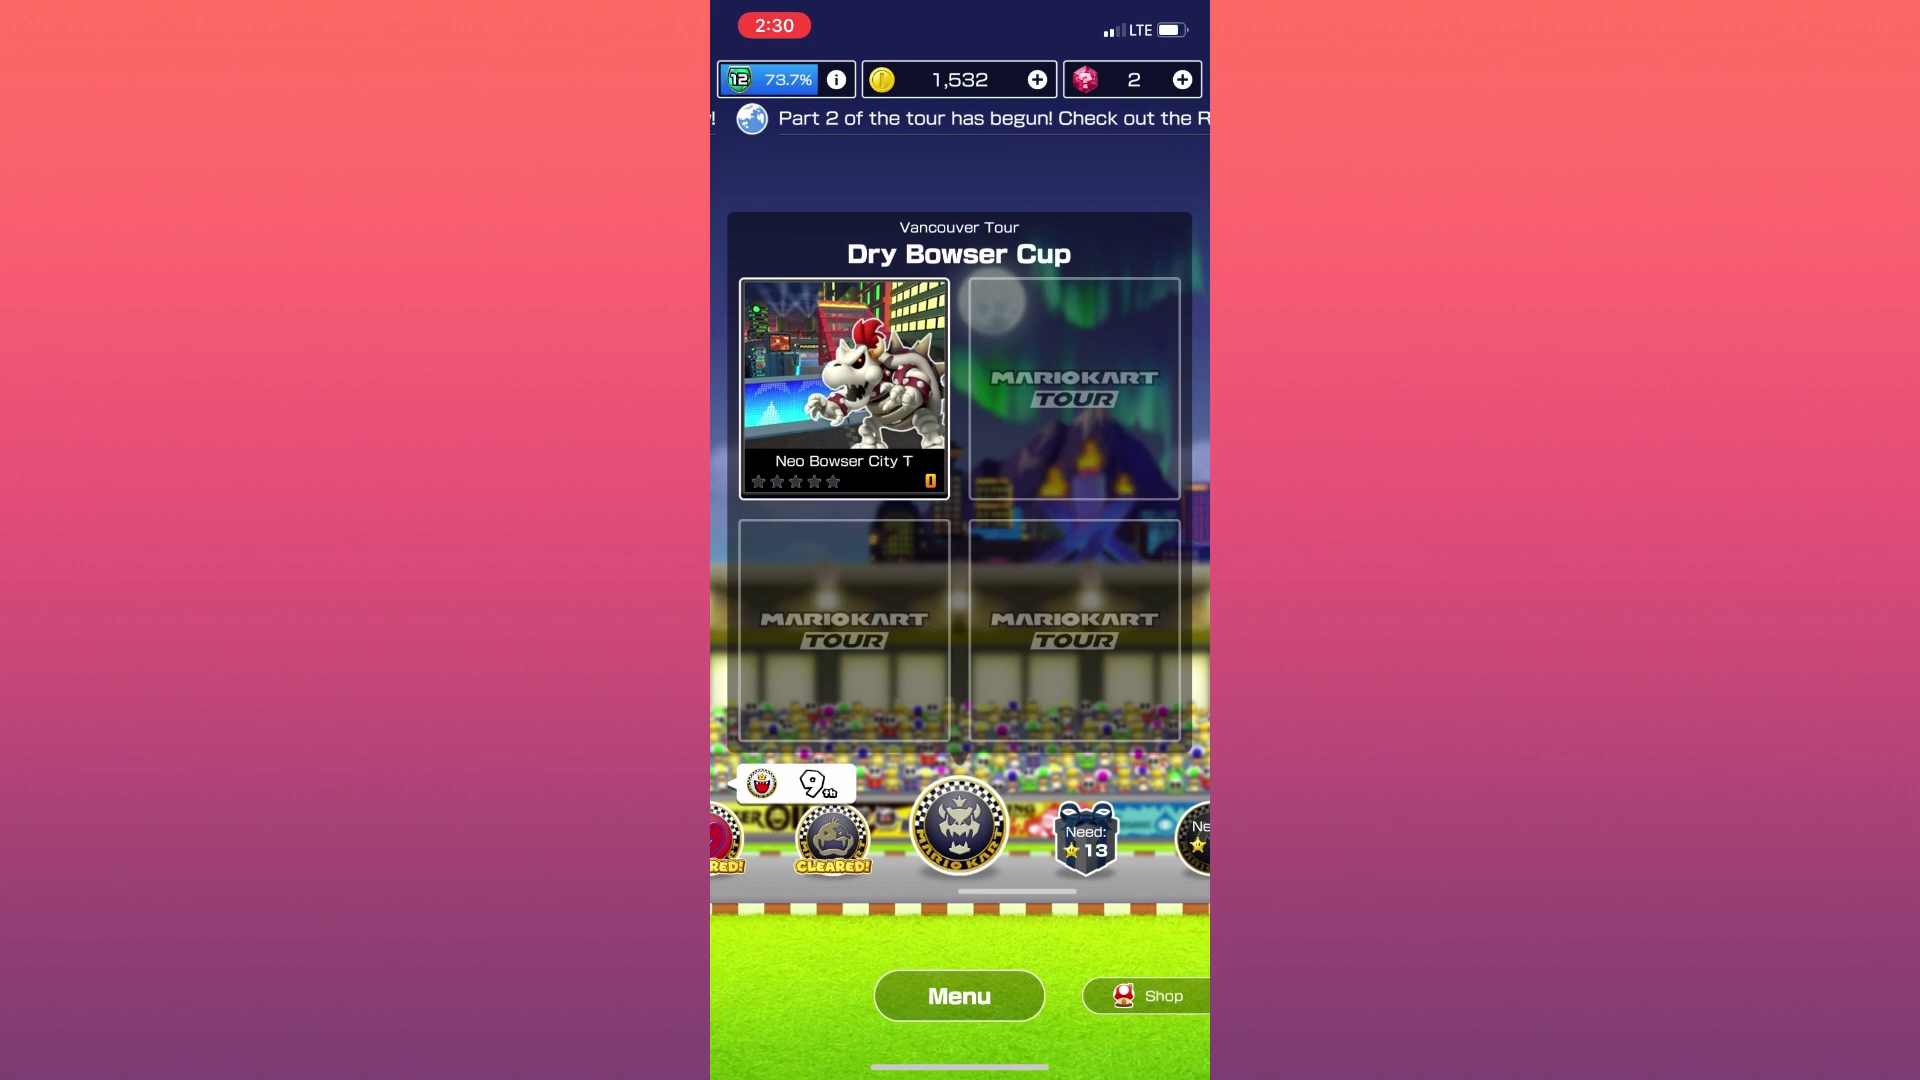 2:30
LTE
12 73.7% i 1,532 2
! Part 2 of the tour has begun! Check out the R
Vancouver Tour
Dry Bowser Cup
MARIOKART
TOUR
Neo Bowser City T
MARIOKART
TOUR
MARIOKART
TOUR
9th
RED!
CLEARED!
MARIO KART
Need:
13
Ne
Menu
Shop